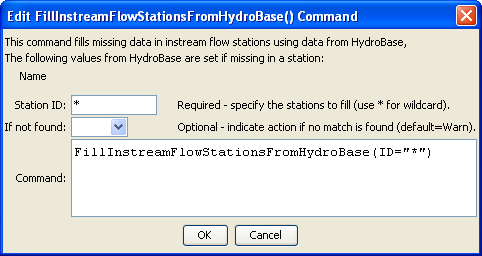 Edit FillInstreamFlowStationsFromHydroBase() Command
This command fills missing data in instream flow stations using data from HydroBase,
The following values from HydroBase are set if missing in a station:
Name
Station ID: * Required - specify the stations to fill (use * for wildcard).
If not found: Optional - indicate action if no match is found (default=Warn).
Command: FillInstreamFlowStationsFromHydroBase(ID="*")
OK Cancel